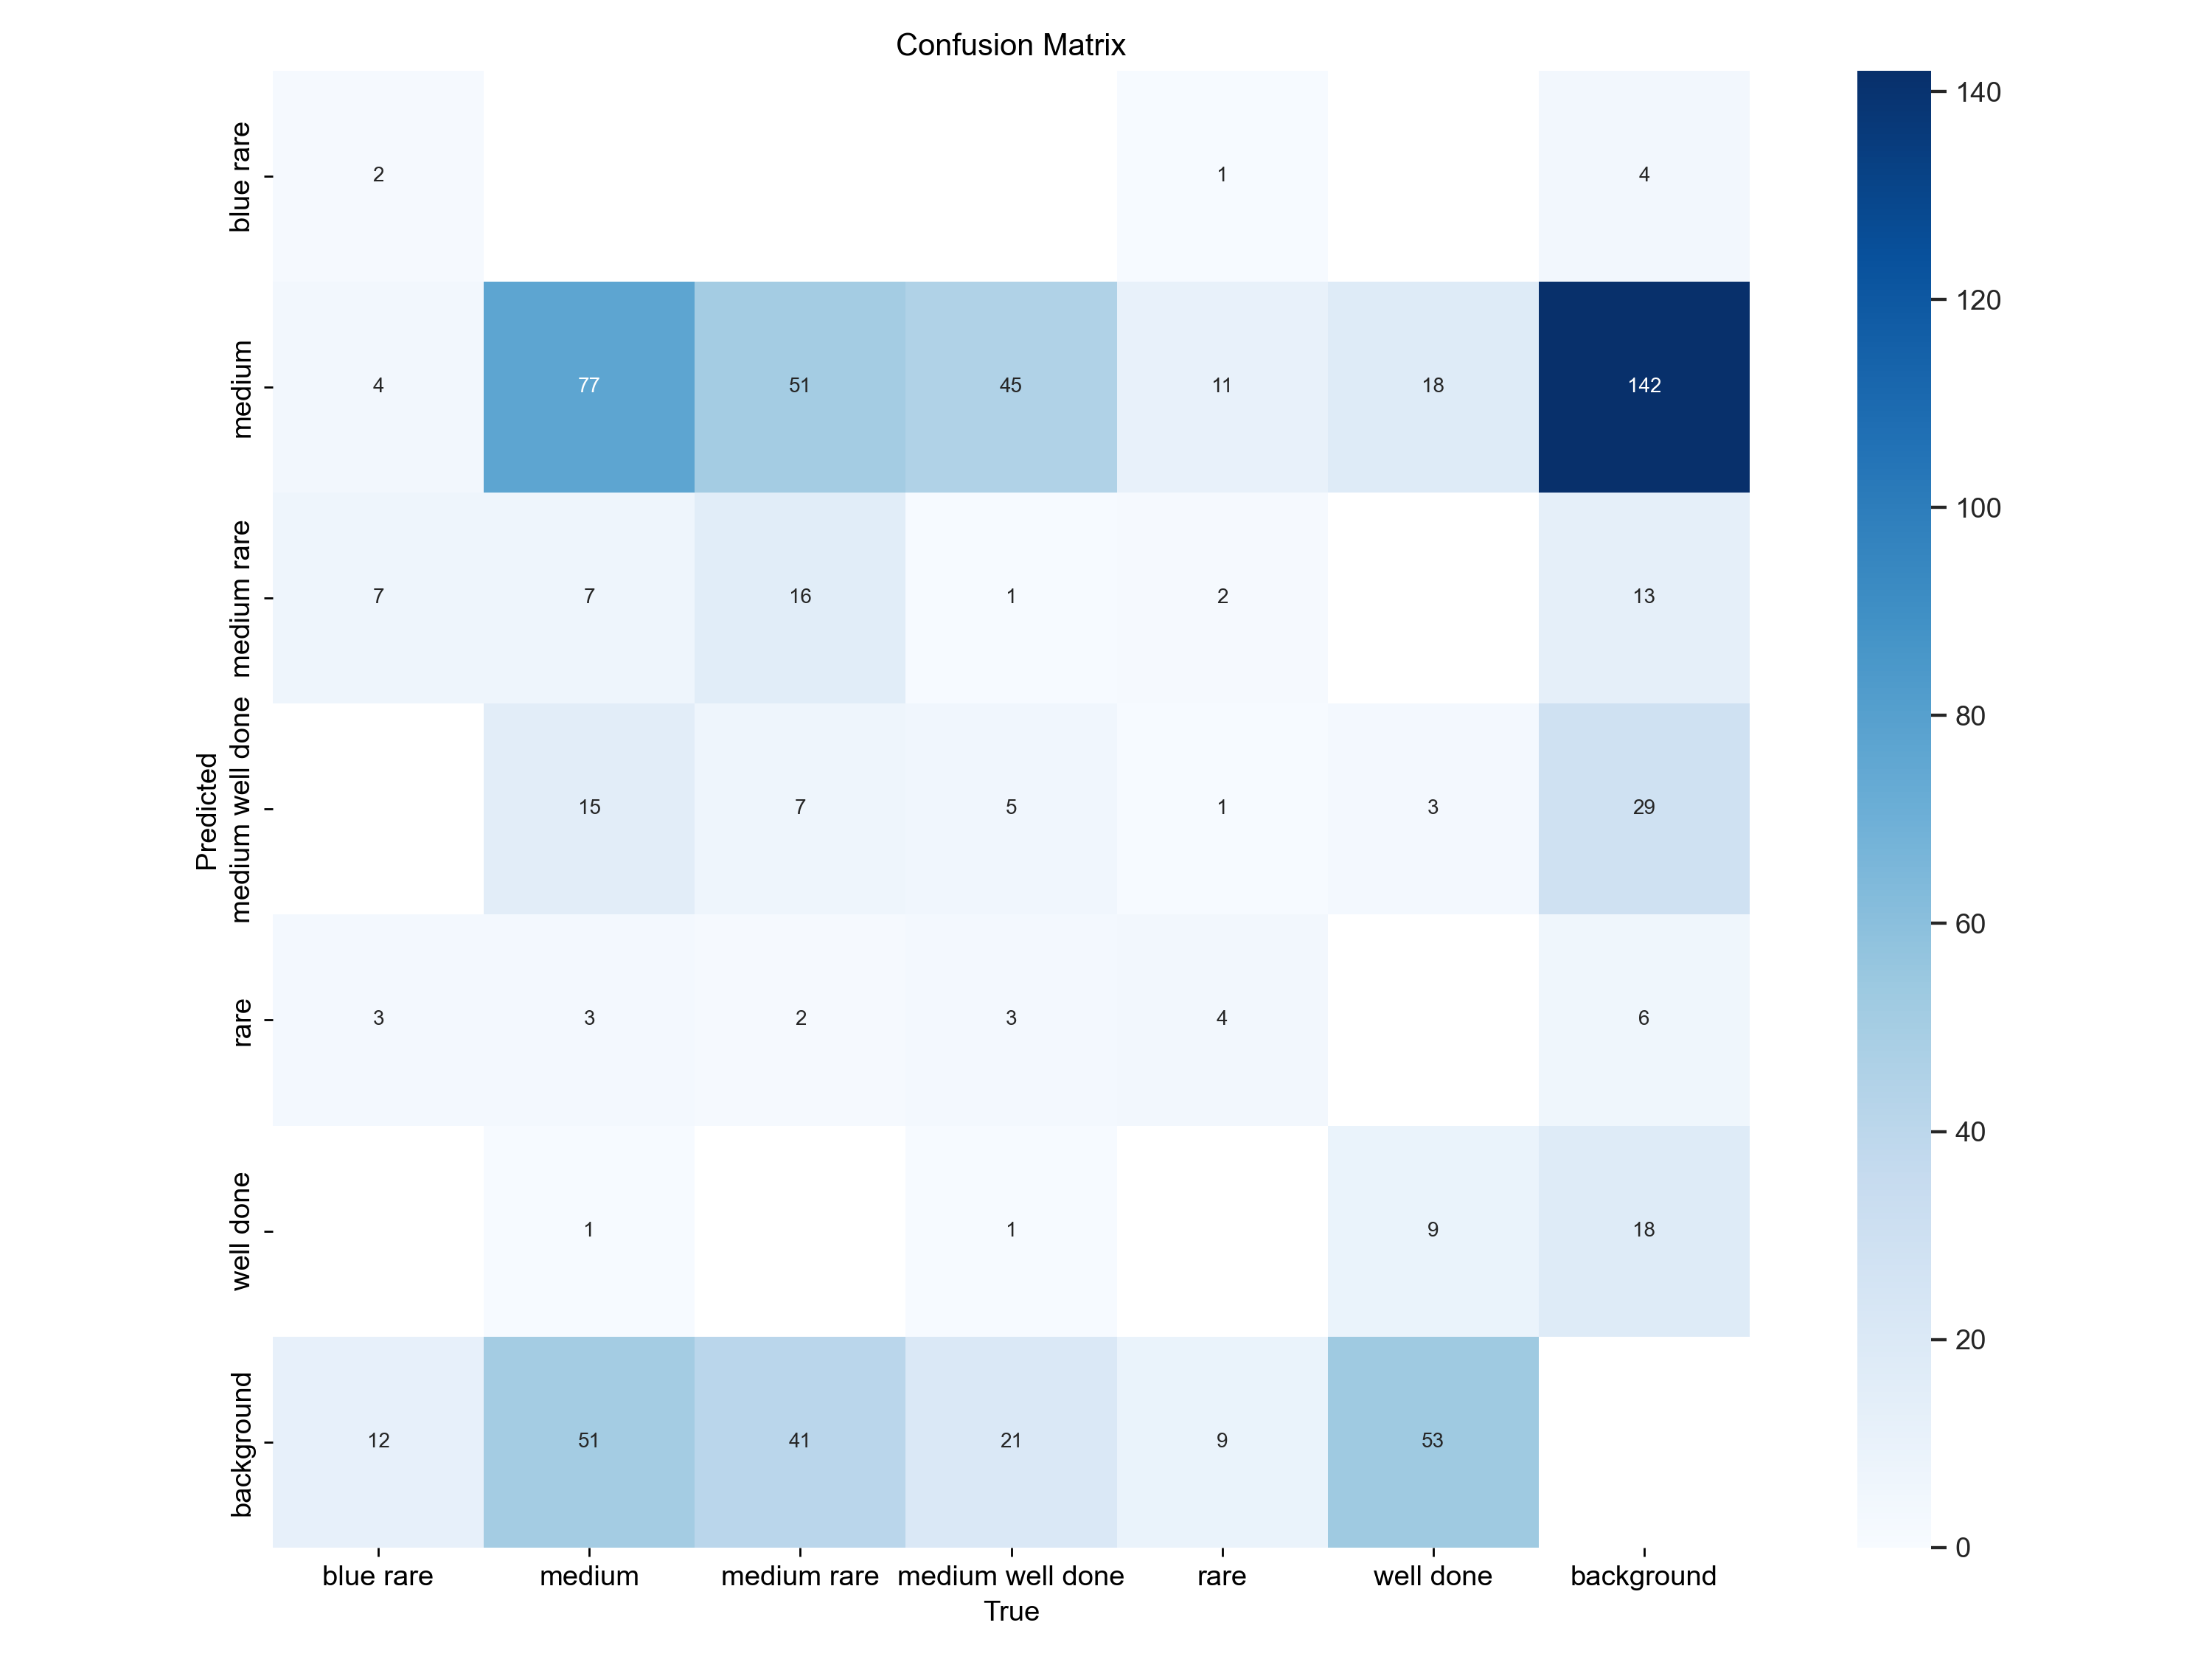 Confusion Matrix
blue rare 2 1 4
medium 4 77 51 45 11 18 142
medium rare 7 7 16 1 2 13
medium well done 15 7 5 1 3 29
rare 3 3 2 3 4 6
well done 1 1 9 18
background 12 51 41 21 9 53
Predicted
blue rare medium medium rare medium well done rare well done background
True
140
120
100
80
60
40
20
0